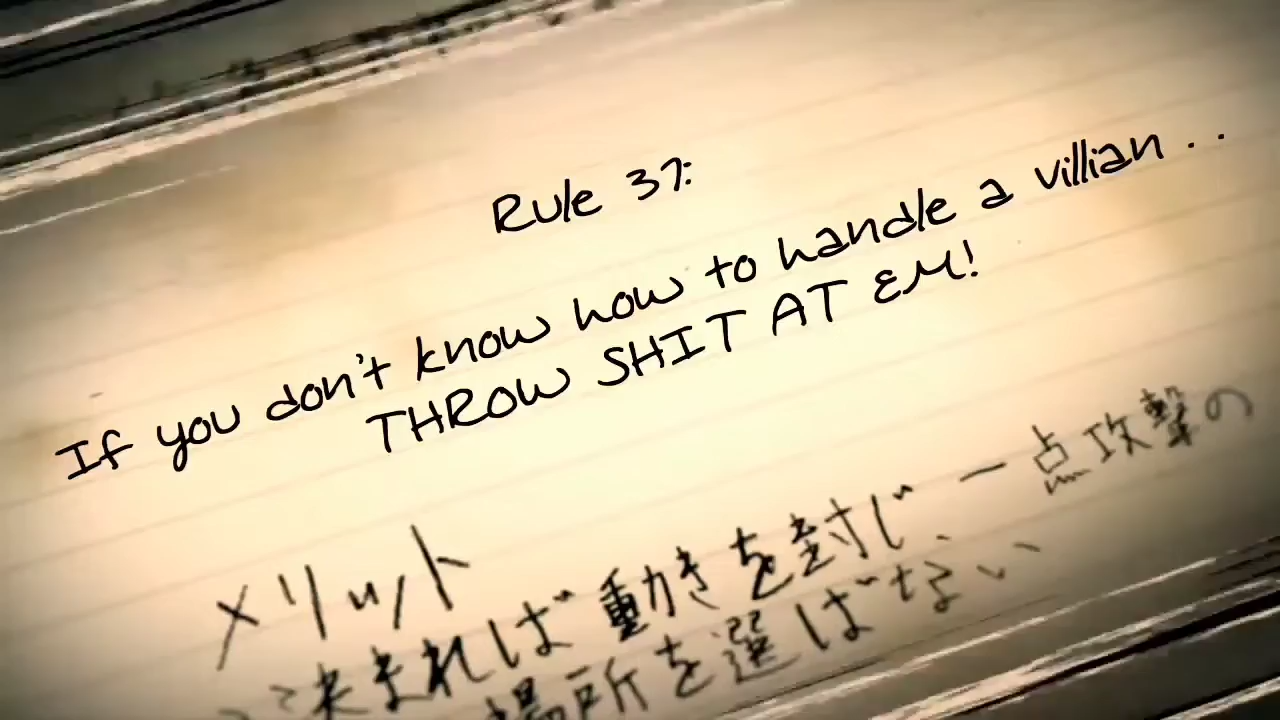 Rule 37:
If you don't know how to handle a villian . .
THROW SHIT AT EM!
メリット
決まれば動きを封じ、一点攻撃の
場所を選ばない